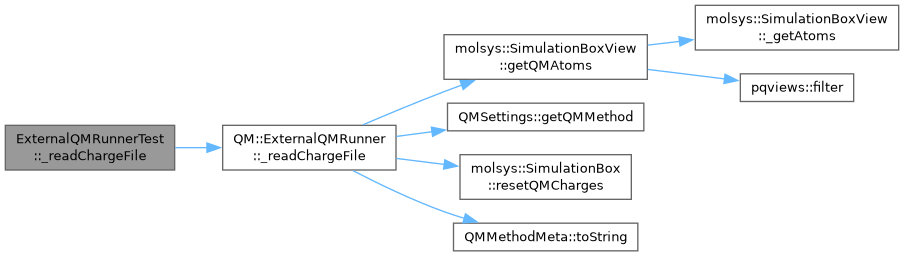 ExternalQMRunnerTest
::_readChargeFile
QM::ExternalQMRunner
::_readChargeFile
molsys::SimulationBoxView
::getQMAtoms
molsys::SimulationBoxView
::_getAtoms
pqviews::filter
QMSettings::getQMMethod
molsys::SimulationBox
::resetQMCharges
QMMethodMeta::toString